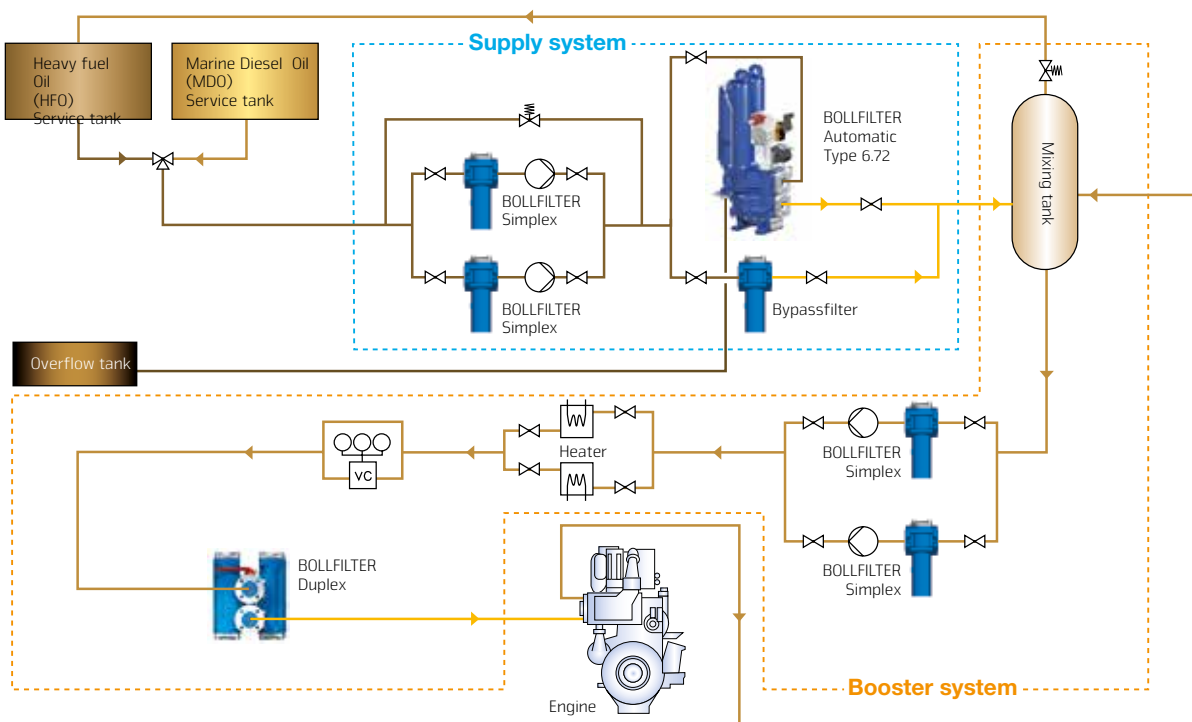 Supply system
Heavy fuel
Oil
(HFO)
Service tank
Marine Diesel Oil
(MDO)
Service tank
BOLLFILTER
Automatic
Type 6.72
Mixing tank
BOLLFILTER
Simplex
BOLLFILTER
Simplex
Bypassfilter
Overflow tank
Heater
VC
BOLLFILTER
Simplex
BOLLFILTER
Simplex
BOLLFILTER
Duplex
Engine
Booster system